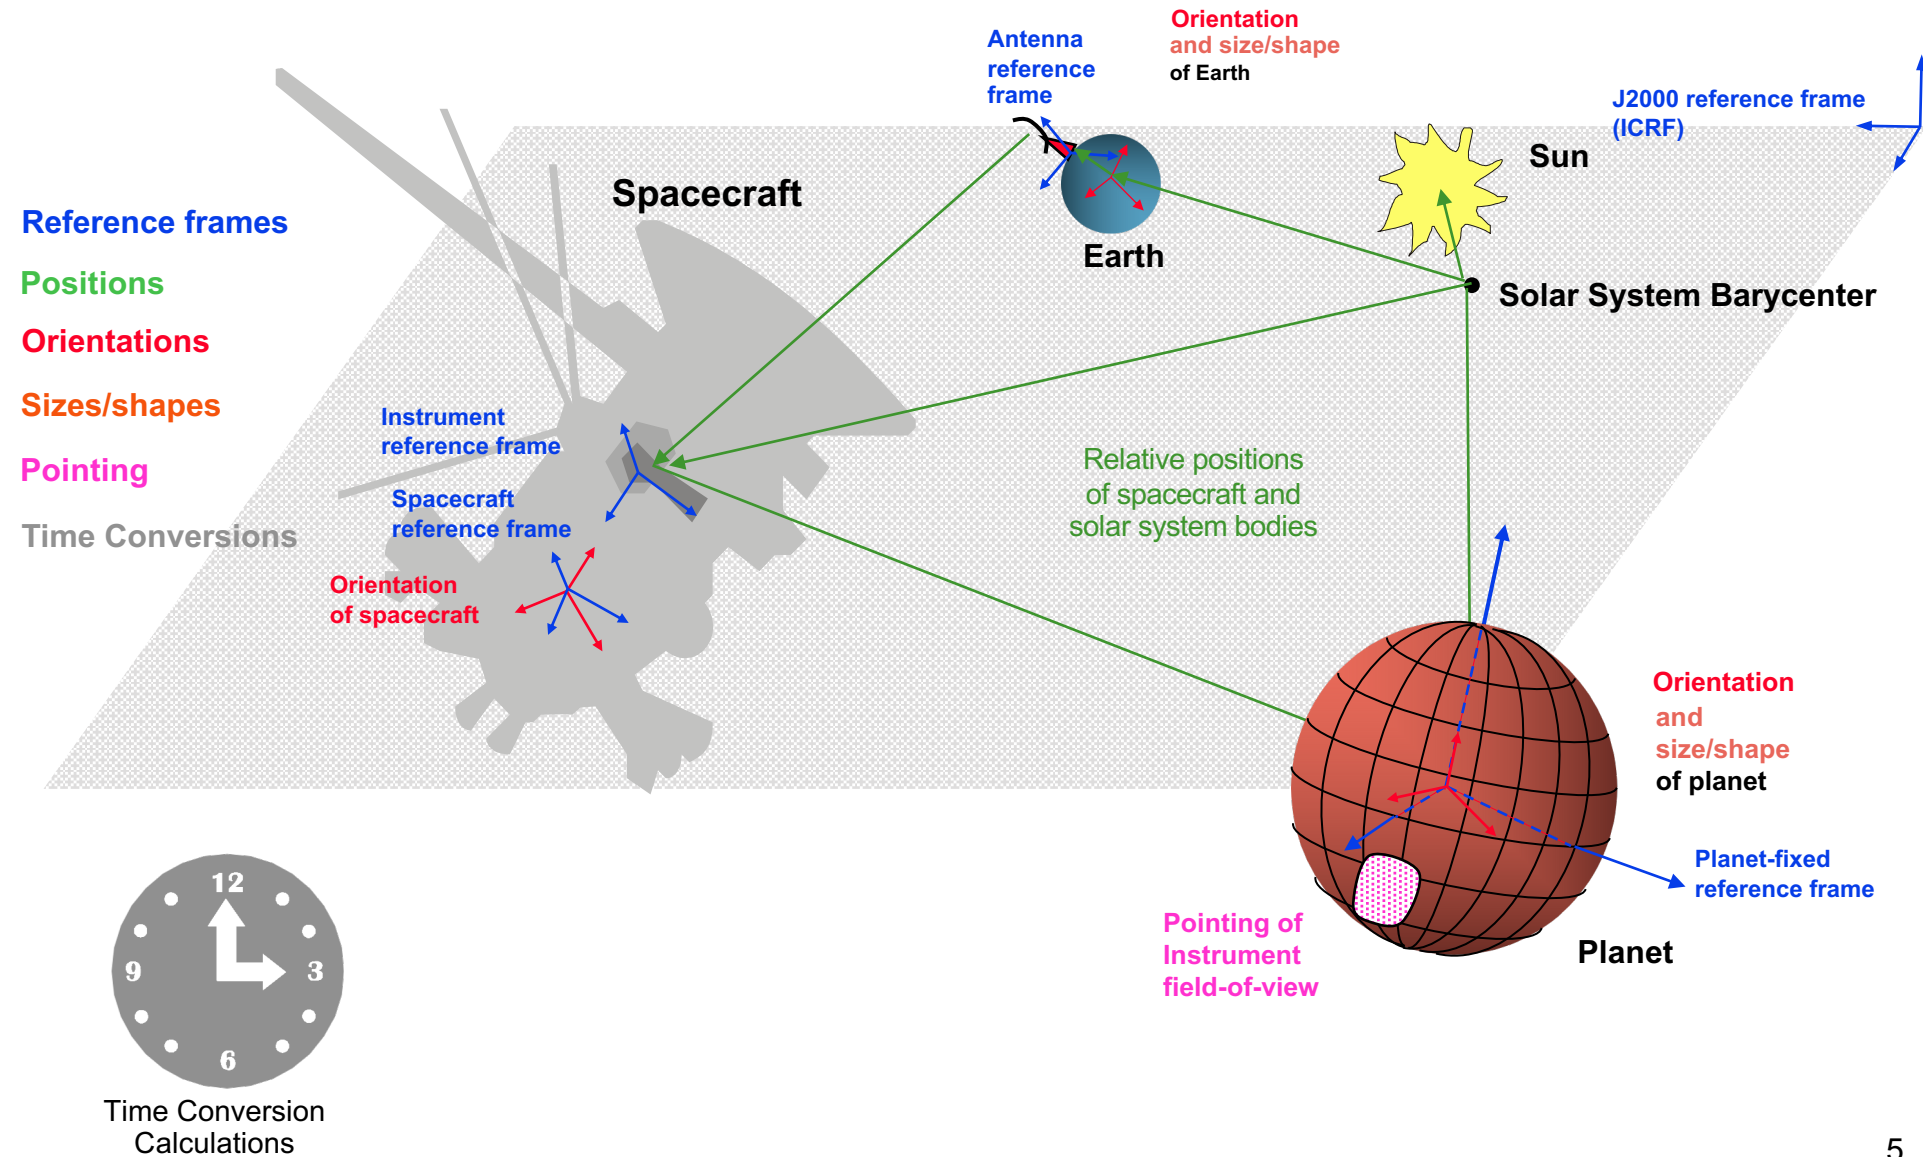 Orientation
and size/shape
of Earth
Antenna
reference
frame
J2000 reference frame
(ICRF)
Sun
Spacecraft
Reference frames
Earth
Positions
Solar System Barycenter
Orientations
Sizes/shapes
Instrument
reference frame
Pointing
Relative positions
of spacecraft and
solar system bodies
Spacecraft
reference frame
Time Conversions
Orientation
of spacecraft
Orientation
and
size/shape
of planet
Planet-fixed
reference frame
Pointing of
Instrument
field-of-view
Planet
12
9
3
6
Time Conversion
Calculations
5